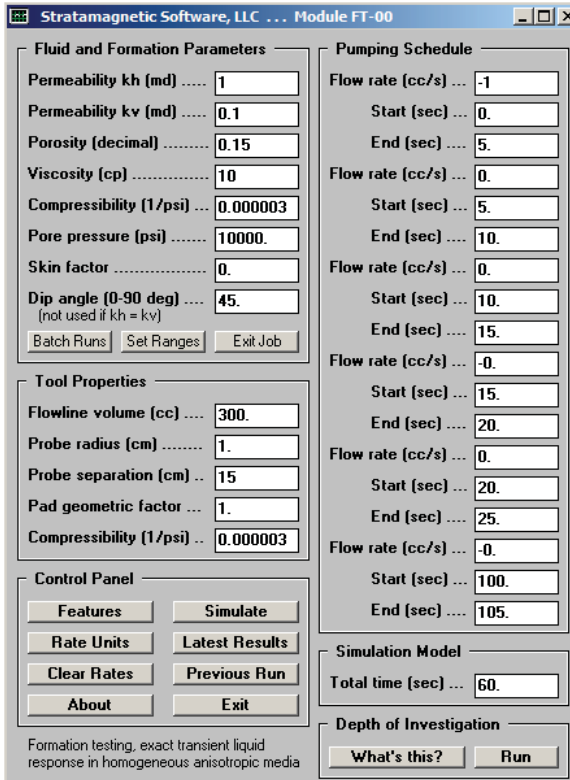 Stratamagnetic Software, LLC ... Module FT-00
Fluid and Formation Parameters
Permeability kh (md) ..... 1
Permeability kv (md) ..... 0.1
Porosity (decimal) ......... 0.15
Viscosity (cp) ............... 10
Compressibility (1/psi) ... 0.000003
Pore pressure (psi) ....... 10000.
Skin factor .................. 0.
Dip angle (0-90 deg) .... 45.
(not used if kh = kv)
Batch Runs Set Ranges Exit Job
Tool Properties
Flowline volume (cc) .... 300.
Probe radius (cm) ........ 1.
Probe separation (cm) .. 15
Pad geometric factor ... 1.
Compressibility (1/psi) .. 0.000003
Control Panel
Features Simulate
Rate Units Latest Results
Clear Rates Previous Run
About Exit
Formation testing, exact transient liquid
response in homogeneous anisotropic media
Pumping Schedule
Flow rate (cc/s) ... -1
Start (sec) ... 0.
End (sec) ... 5.
Flow rate (cc/s) ... 0.
Start (sec) ... 5.
End (sec) ... 10.
Flow rate (cc/s) ... 0.
Start (sec) ... 10.
End (sec) ... 15.
Flow rate (cc/s) ... -0.
Start (sec) ... 15.
End (sec) ... 20.
Flow rate (cc/s) ... 0.
Start (sec) ... 20.
End (sec) ... 25.
Flow rate (cc/s) ... -0.
Start (sec) ... 100.
End (sec) ... 105.
Simulation Model
Total time (sec) ... 60.
Depth of Investigation
What's this? Run